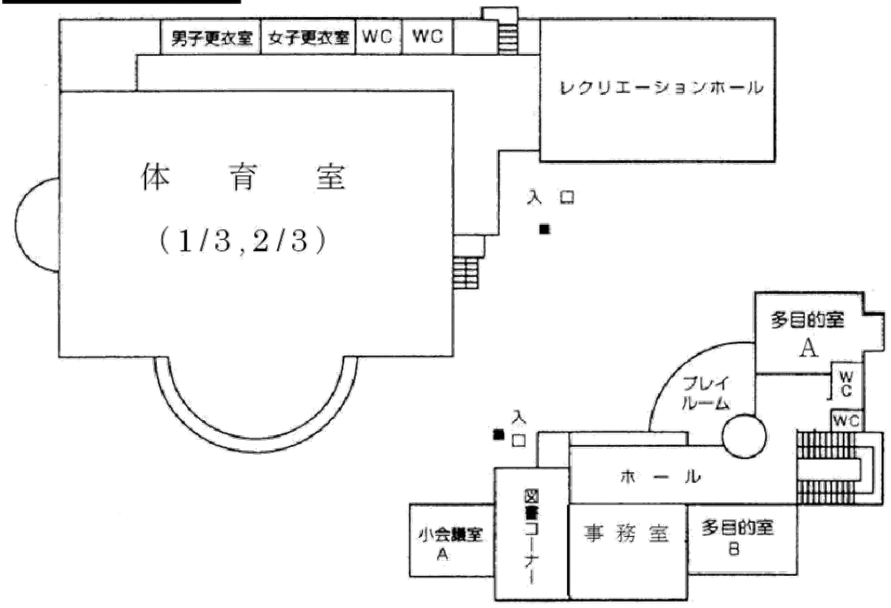 男子更衣室
女子更衣室
WC
WC
レクリエーションホール
体育室
(1/3,2/3)
入口
多目的室
A
プレイ
ルーム
WC
WC
入口
ホール
図書コーナー
小会議室
A
事務室
多目的室
B